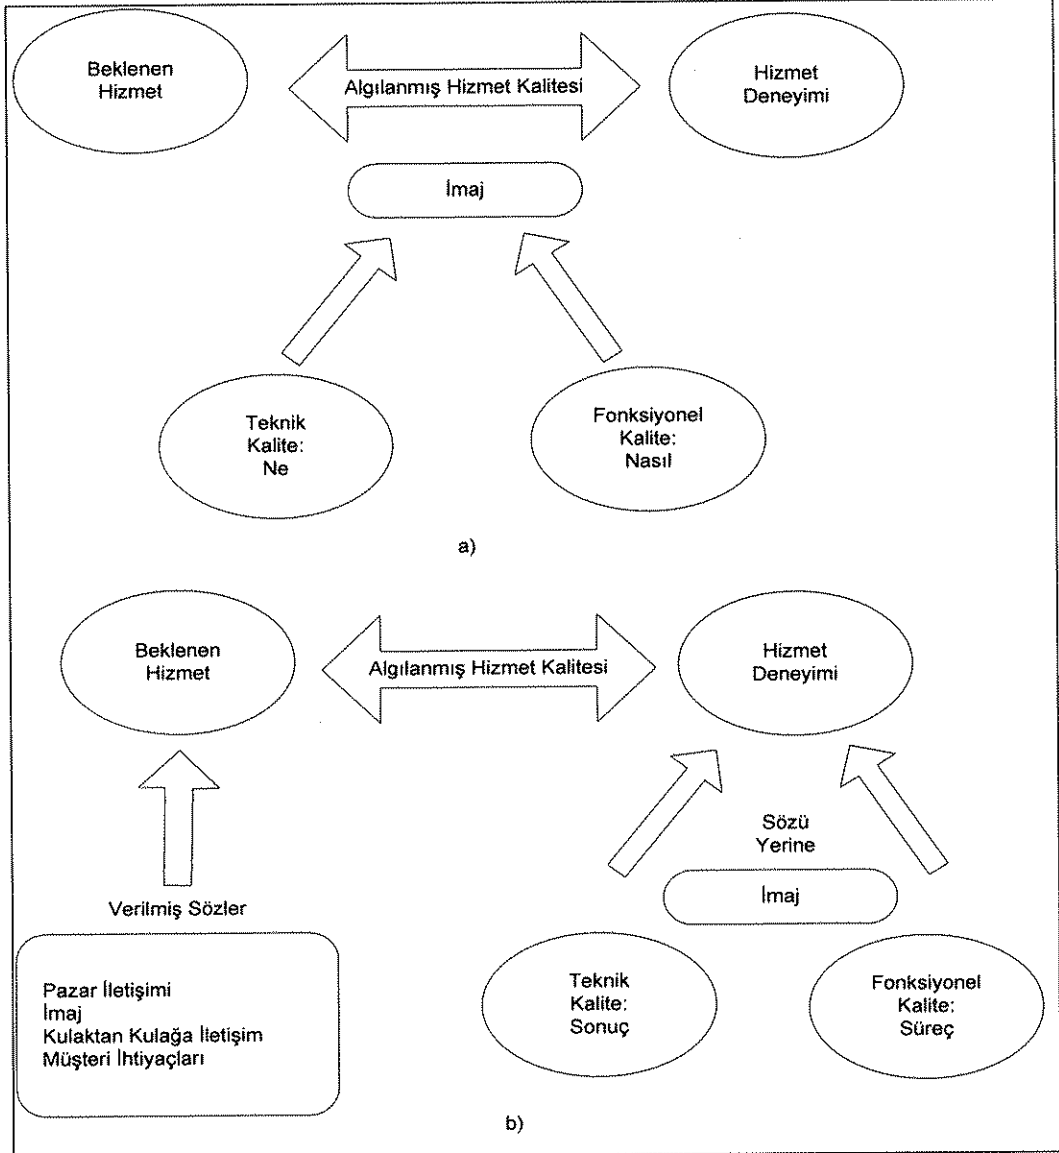 Beklenen
Hizmet
Algılanmış Hizmet Kalitesi
Hizmet
Deneyimi
İmaj
Teknik
Kalite:
Ne
Fonksiyonel
Kalite:
Nasıl
a)
Beklenen
Hizmet
Algılanmış Hizmet Kalitesi
Hizmet
Deneyimi
Sözü
Yerine
İmaj
Verilmiş Sözler
Pazar İletişimi
İmaj
Kulaktan Kulağa İletişim
Müşteri İhtiyaçları
Teknik
Kalite:
Sonuç
Fonksiyonel
Kalite:
Süreç
b)